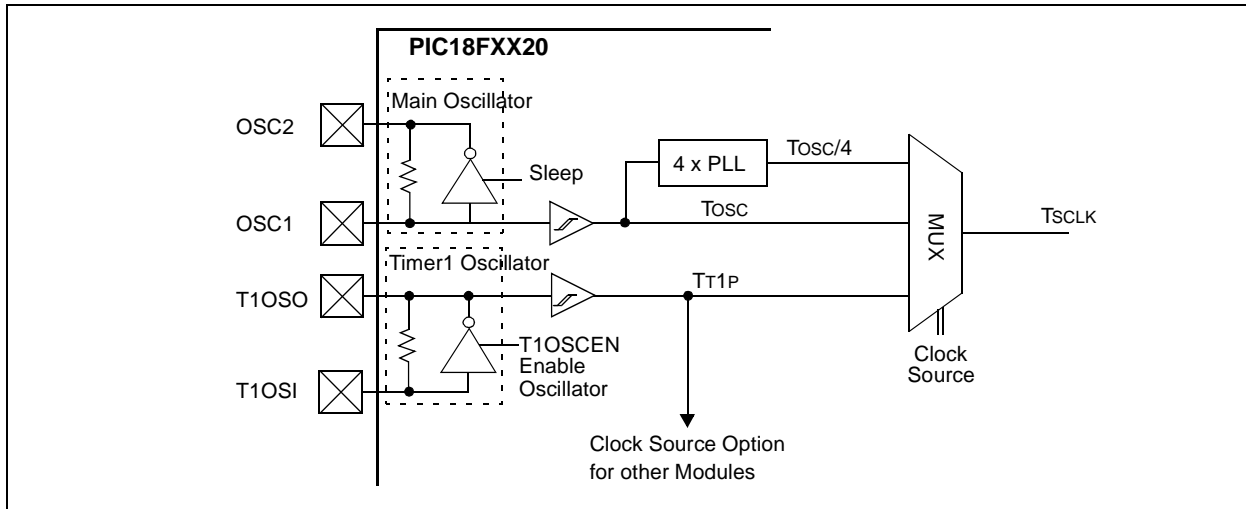 PIC18FXX20
Main Oscillator
OSC2
Sleep
4 x PLL
TOSC/4
OSC1
TOSC
MUX
TSCLK
Timer1 Oscillator
T1OSO
TT1P
T1OSCEN
Enable
Oscillator
T1OSI
Clock
Source
Clock Source Option
for other Modules